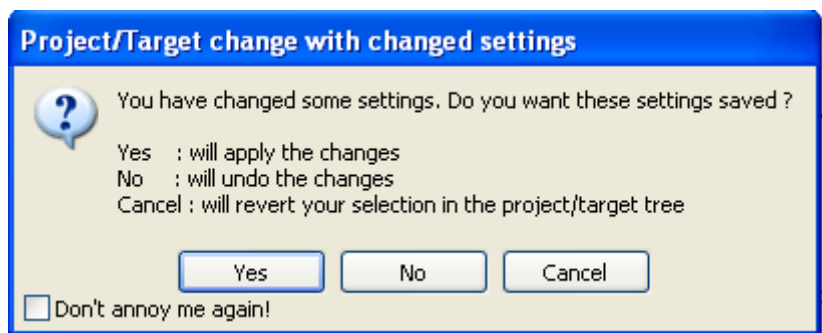 Project/Target change with changed settings
You have changed some settings. Do you want these settings saved ?
Yes : will apply the changes
No : will undo the changes
Cancel : will revert your selection in the project/target tree
Yes No Cancel
Don't annoy me again!